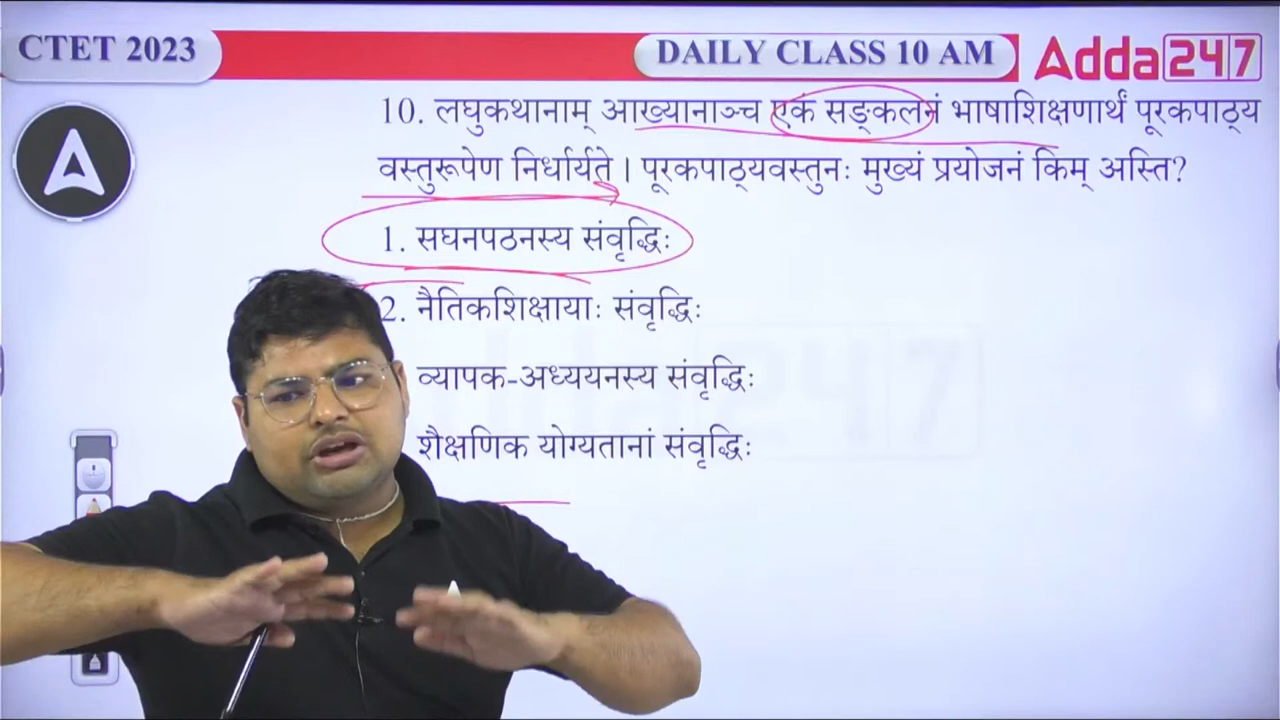 CTET 2023
DAILY CLASS 10 AM
Adda247
10. लघुकथानाम् आख्यानाञ्च एकं सङ्कलनं भाषाशिक्षणार्थं पूरकपाठ्य
वस्तुरूपेण निर्धार्यते। पूरकपाठ्यवस्तुनः मुख्यं प्रयोजनं किम् अस्ति?
1. सघनपठनस्य संवृद्धिः
2. नैतिकशिक्षायाः संवृद्धिः
व्यापक-अध्ययनस्य संवृद्धिः
शैक्षणिक योग्यतानां संवृद्धिः